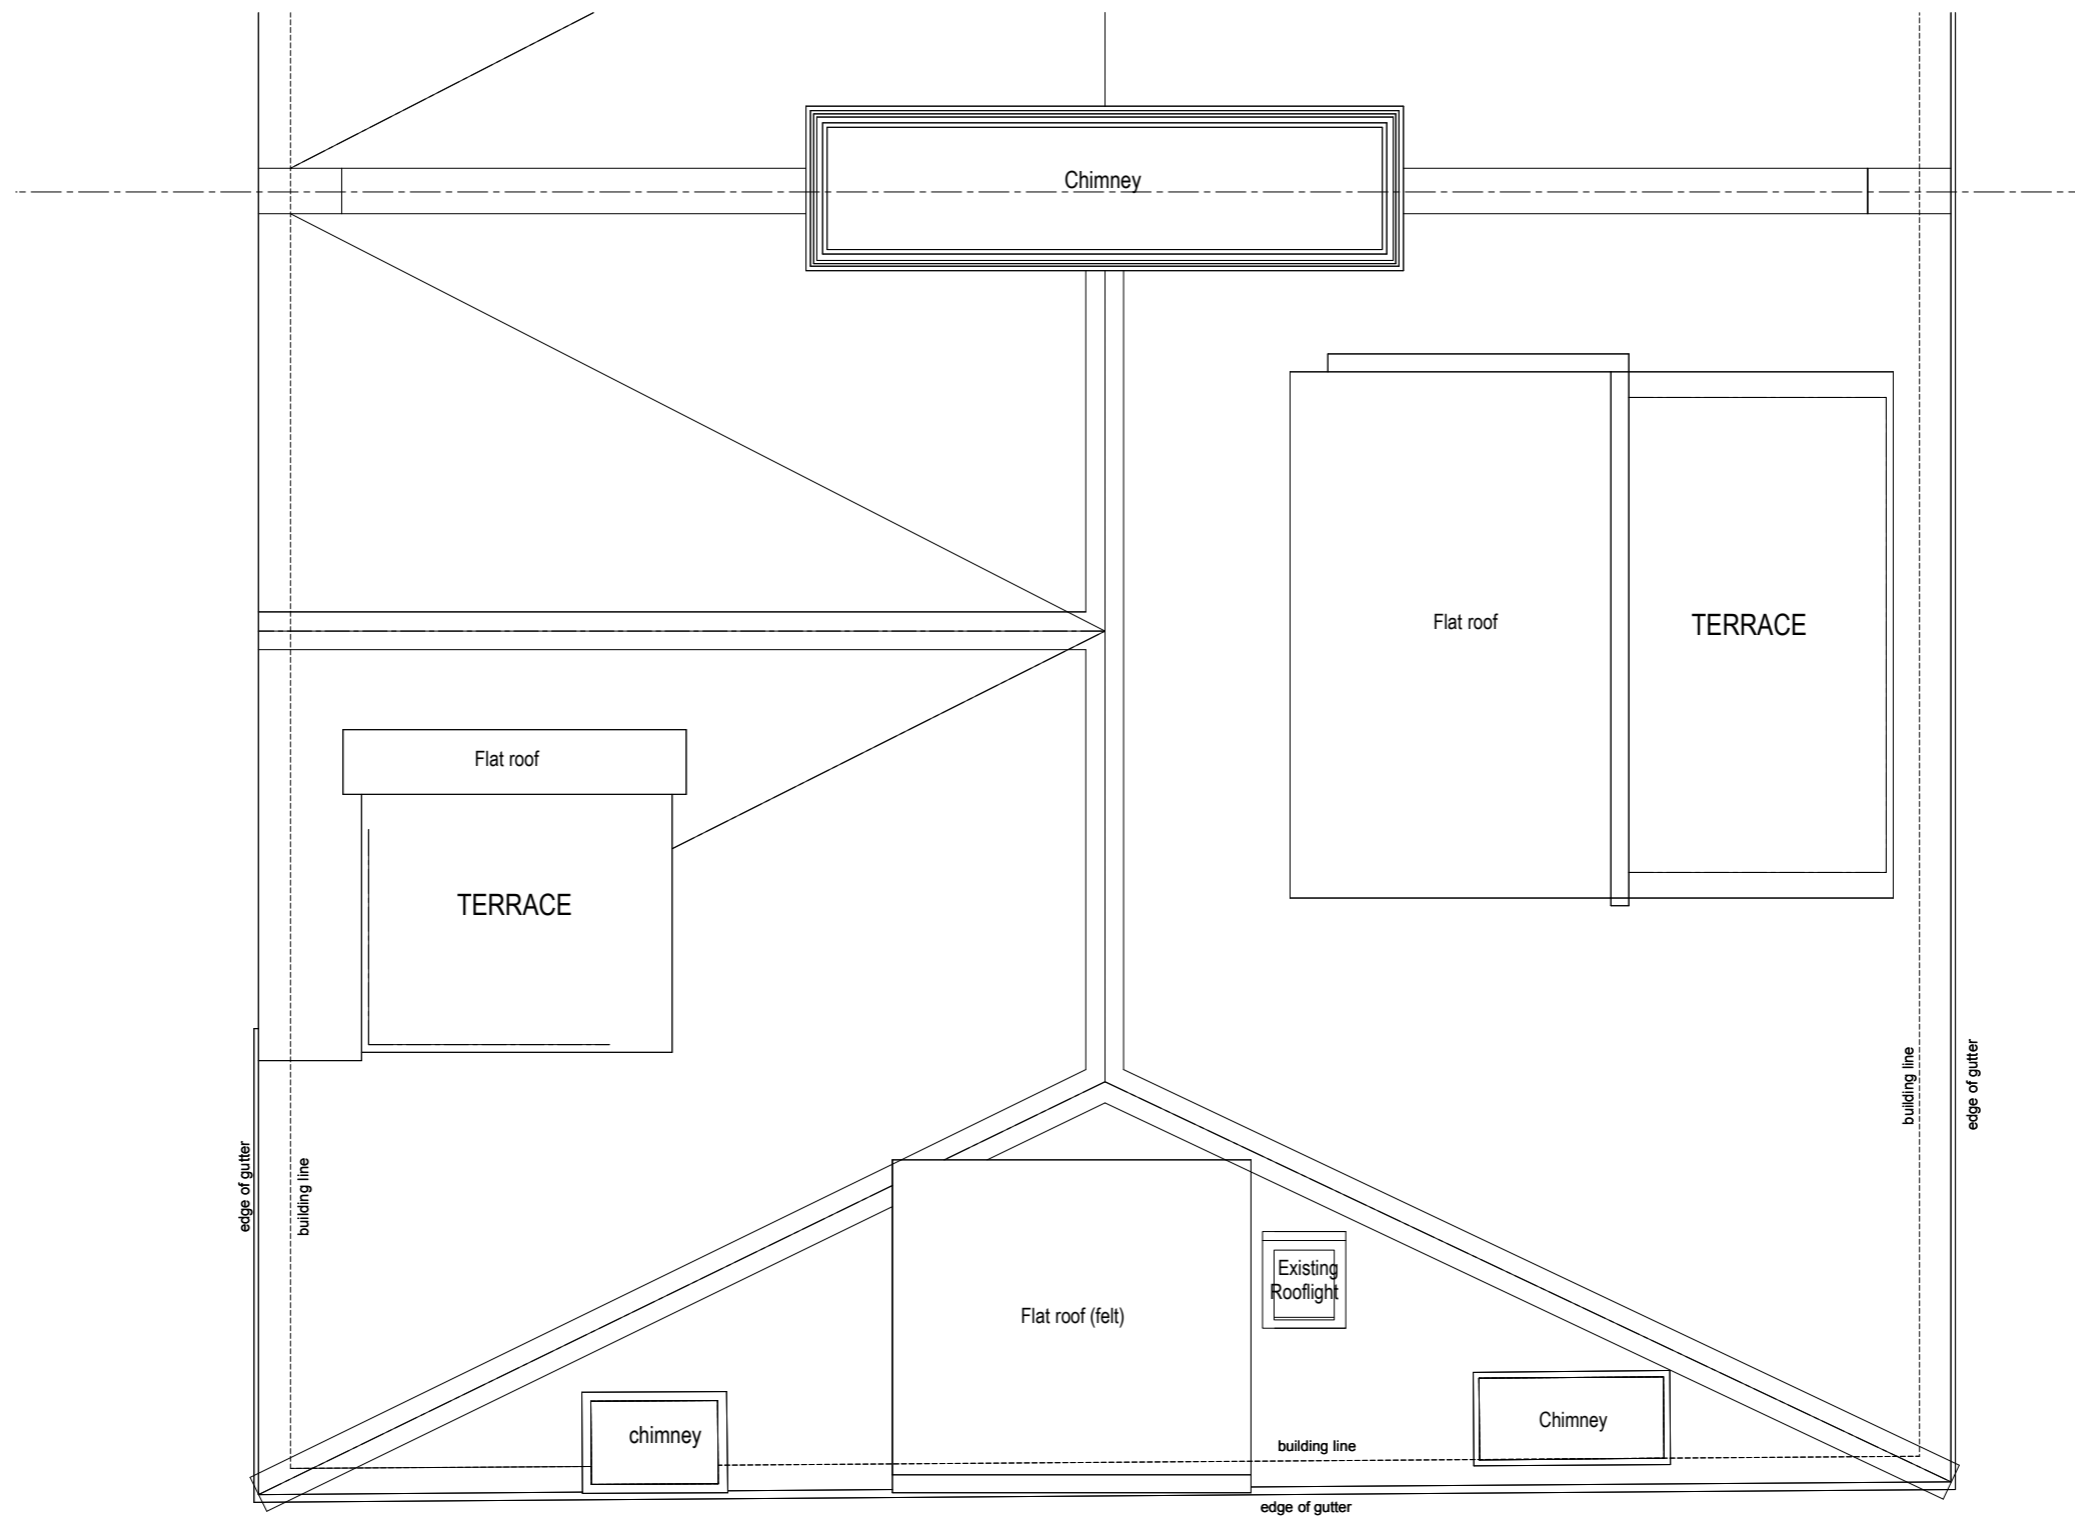 Chimney
Flat roof
TERRACE
Flat roof
TERRACE
building line
edge of gutter
edge of gutter
building line
Existing
Rooflight
Flat roof (felt)
chimney
Chimney
building line
edge of gutter